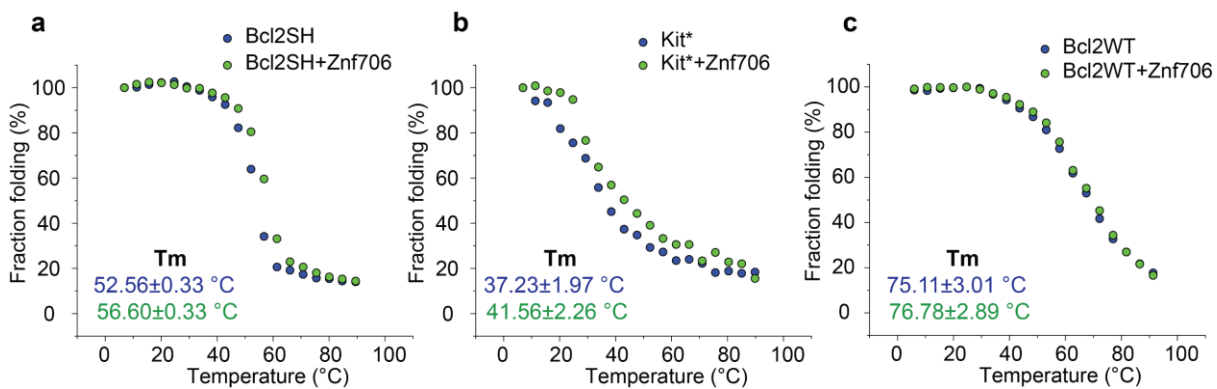 a
Bcl2SH
Bcl2SH+Znf706
Fraction folding (%)
100
80
60
40
20
0
Tm
52.56±0.33 °C
56.60±0.33 °C
0 20 40 60 80 100
Temperature (°C)
b
Kit*
Kit*+Znf706
Fraction folding (%)
100
80
60
40
20
0
Tm
37.23±1.97 °C
41.56±2.26 °C
0 20 40 60 80 100
Temperature (°C)
c
Bcl2WT
Bcl2WT+Znf706
Fraction folding (%)
100
80
60
40
20
0
Tm
75.11±3.01 °C
76.78±2.89 °C
0 20 40 60 80 100
Temperature (°C)